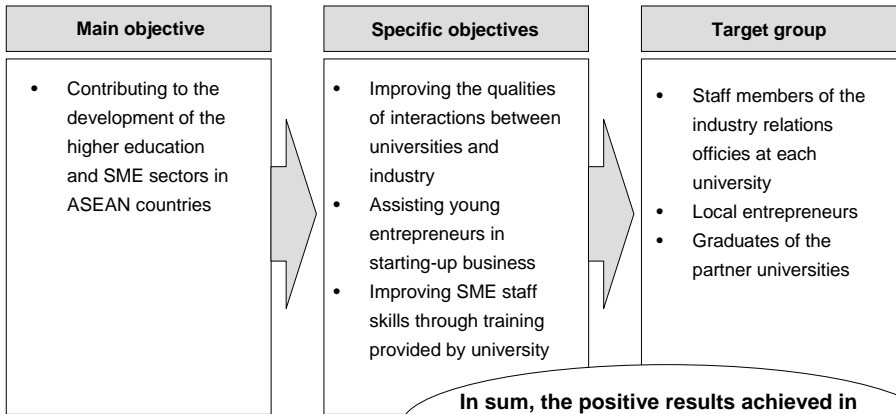 Main objective
Specific objectives
Target group
• Contributing to the
development of the
higher education
and SME sectors in
ASEAN countries
• Improving the qualities
of interactions between
universities and
industry
• Assisting young
entrepreneurs in
starting-up business
• Improving SME staff
skills through training
provided by university
• Staff members of the
industry relations
officies at each
university
• Local entrepreneurs
• Graduates of the
partner universities
In sum, the positive results achieved in